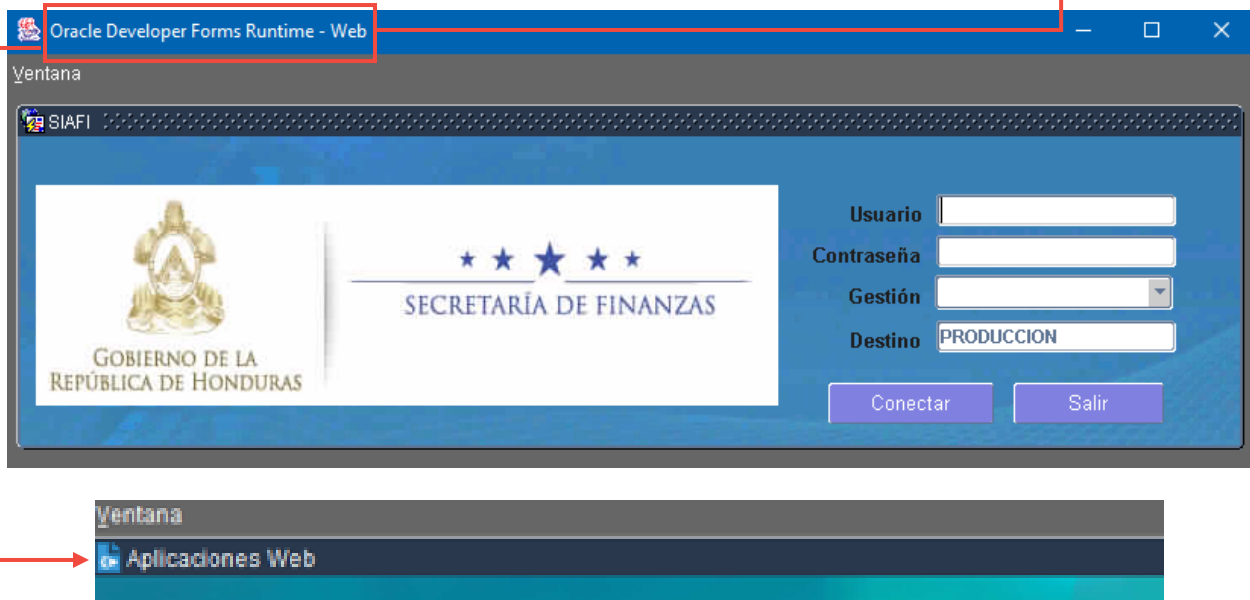 Oracle Developer Forms Runtime - Web
Ventana
SIAFI
GOBIERNO DE LA
REPÚBLICA DE HONDURAS
SECRETARÍA DE FINANZAS
Usuario
Contraseña
Gestión
Destino PRODUCCION
Conectar Salir
Ventana
Aplicaciones Web